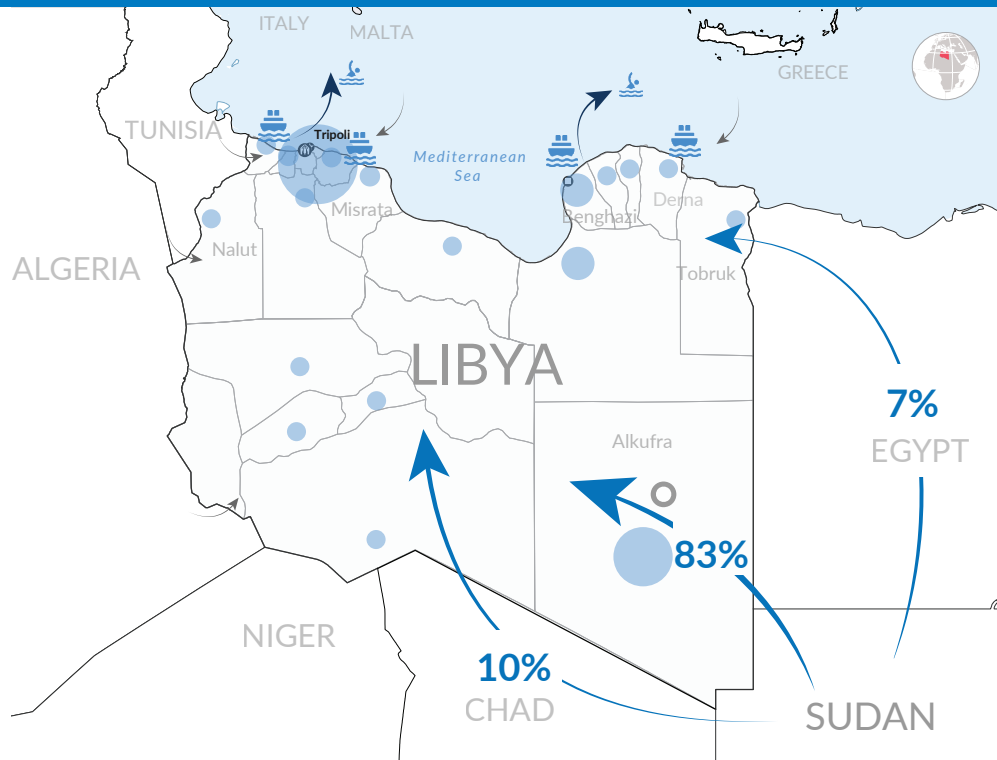 ITALY
MALTA
GREECE
TUNISIA
Tripoli
Mediterranean
Sea
Misrata
Benghazi
Derna
Nalut
ALGERIA
Tobruk
LIBYA
7%
EGYPT
Alkufra
83%
NIGER
10%
CHAD
SUDAN